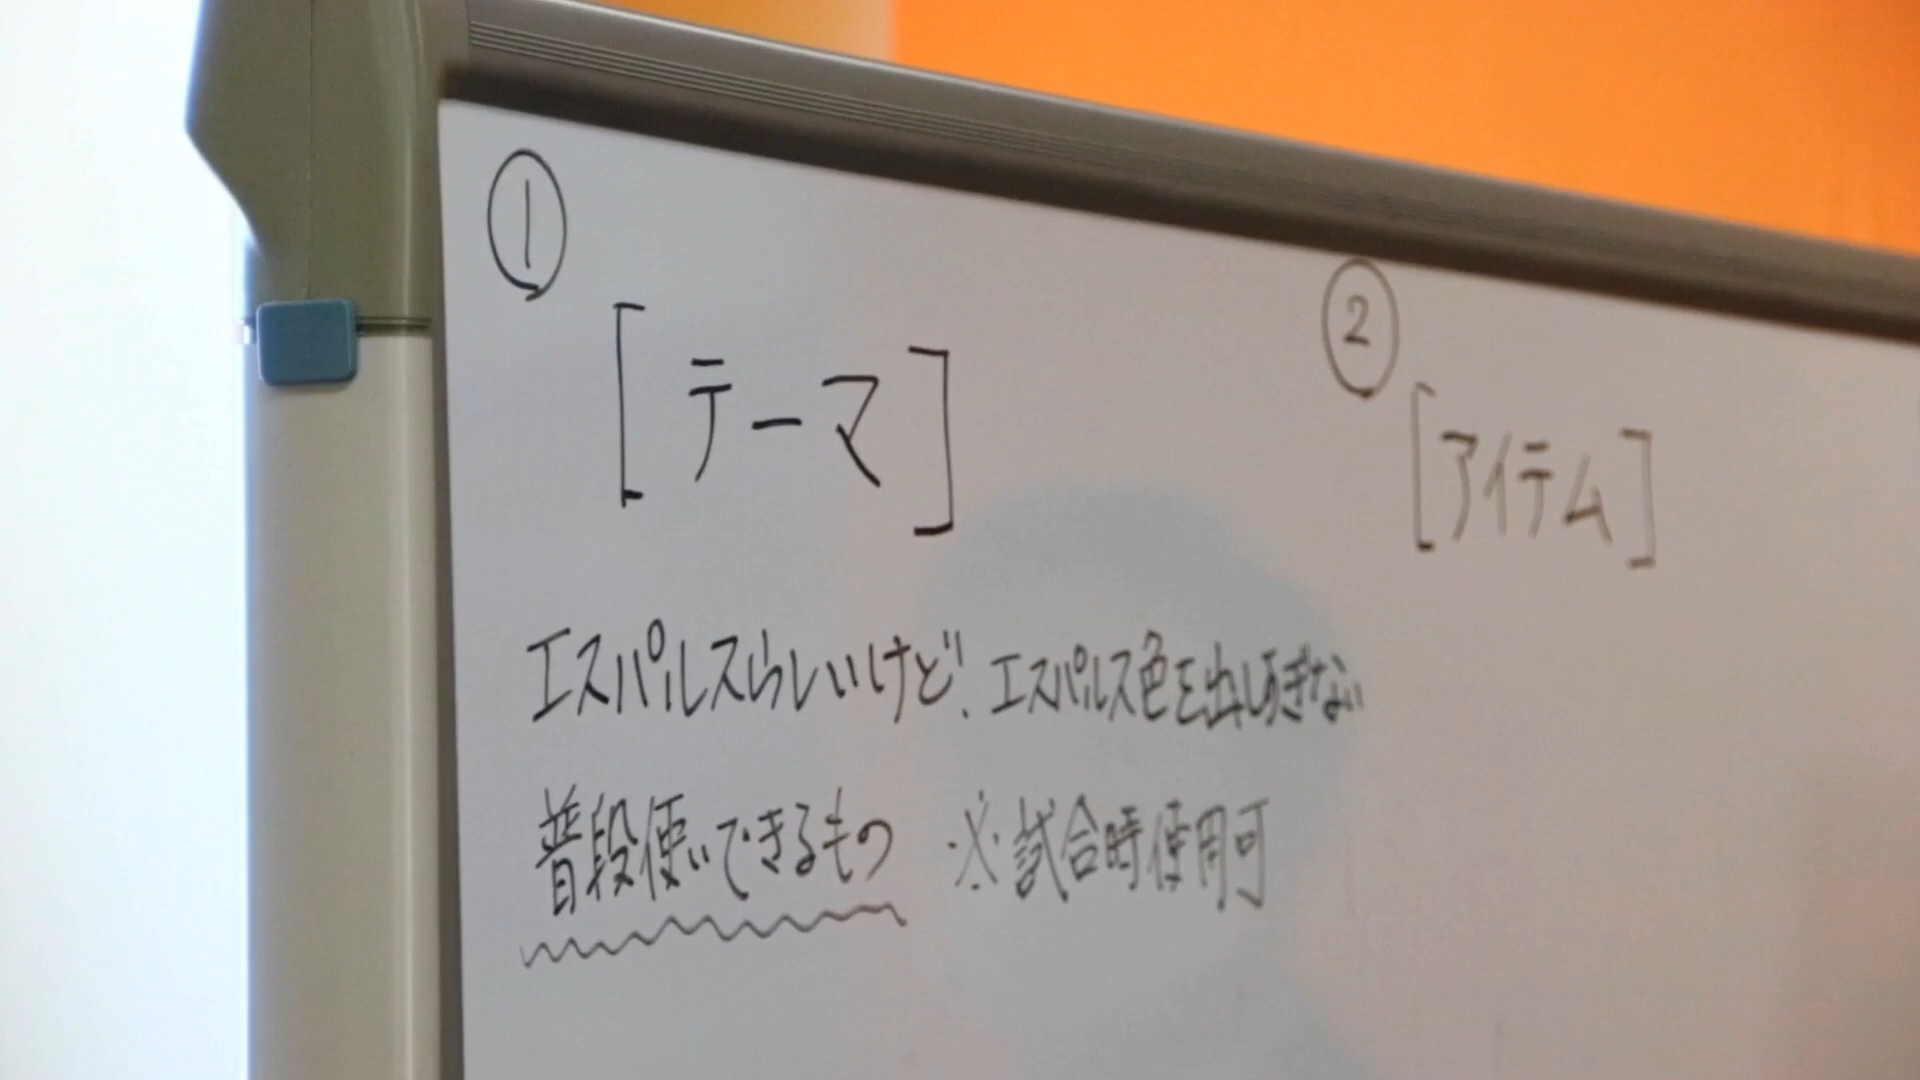 ①
[テーマ]
エスパルスらしいけど、エスパルス色を出しすぎない
普段使いできるもの ※試合時使用可
②
[アイテム]